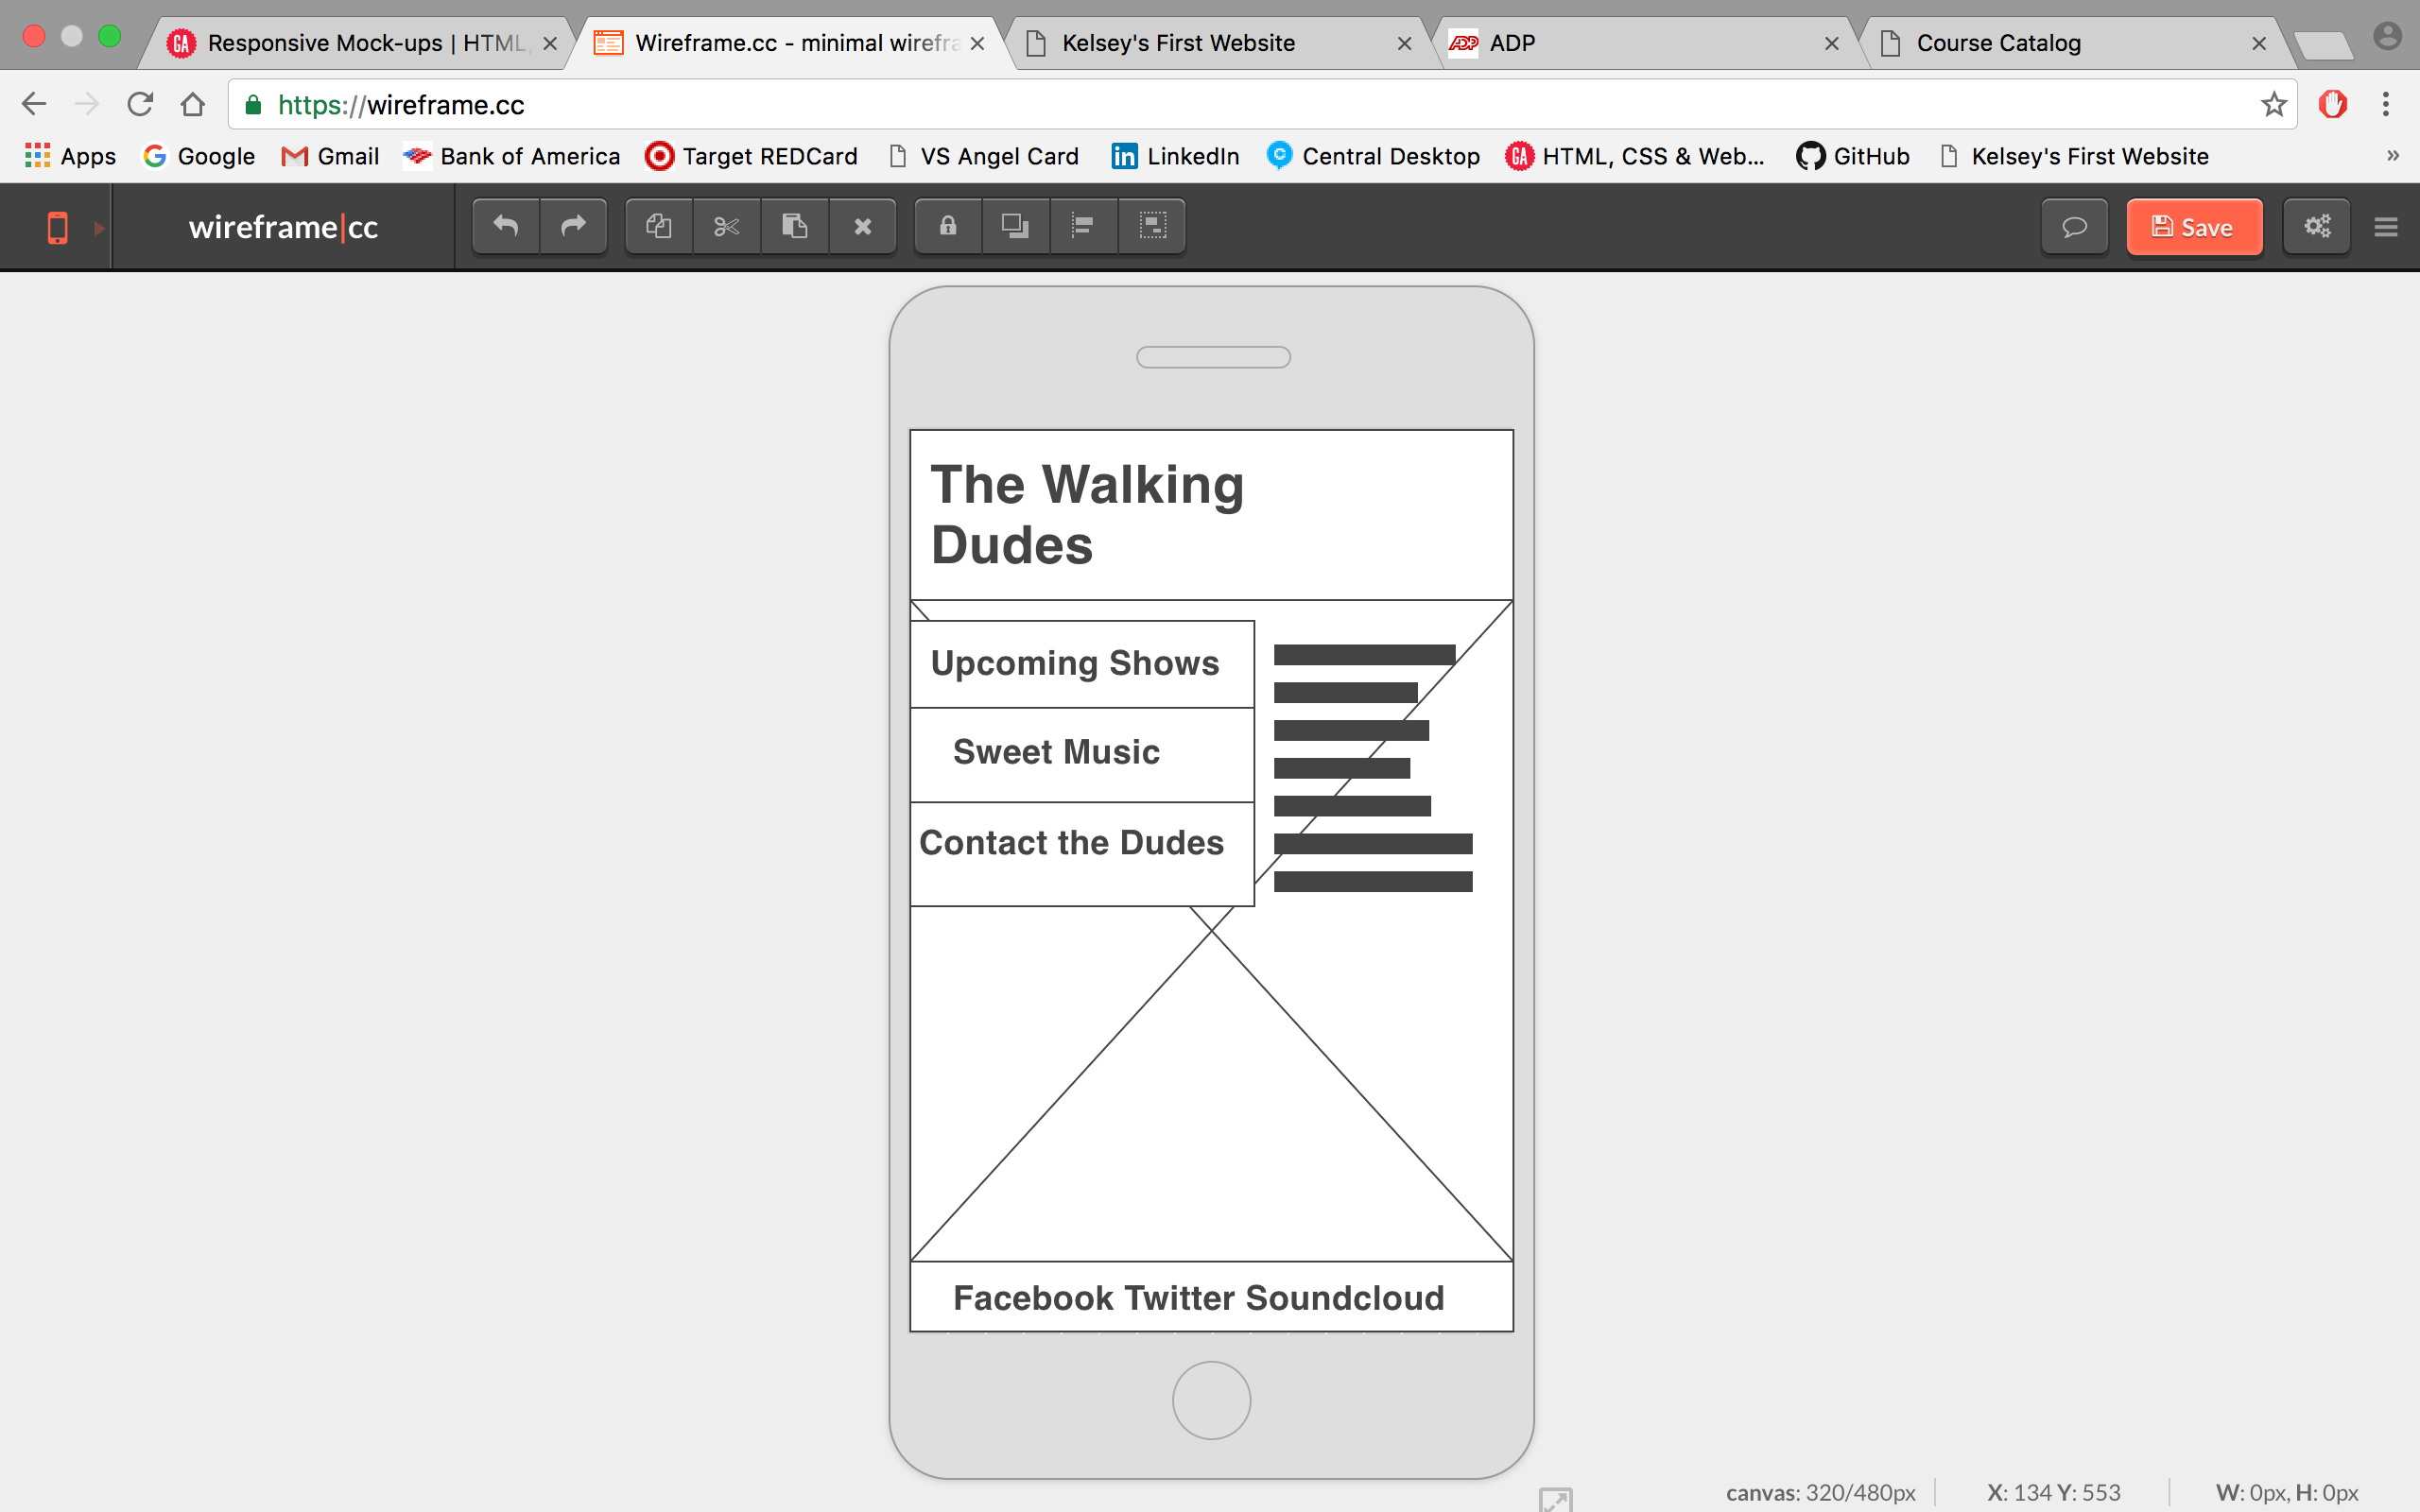 Responsive Mock-ups | HTML,
Wireframe.cc - minimal wirefra
Kelsey's First Website
ADP
ADP
Course Catalog
https://wireframe.cc
Apps
Google
Gmail
Bank of America
Target REDCard
VS Angel Card
in
LinkedIn
Central Desktop
GA
HTML, CSS & Web...
GitHub
Kelsey's First Website
»
wireframe|cc
Save
The Walking
Dudes
Upcoming Shows
Sweet Music
Contact the Dudes
Facebook Twitter Soundcloud
canvas: 320/480px
X: 134 Y: 553
W: 0px, H: 0px